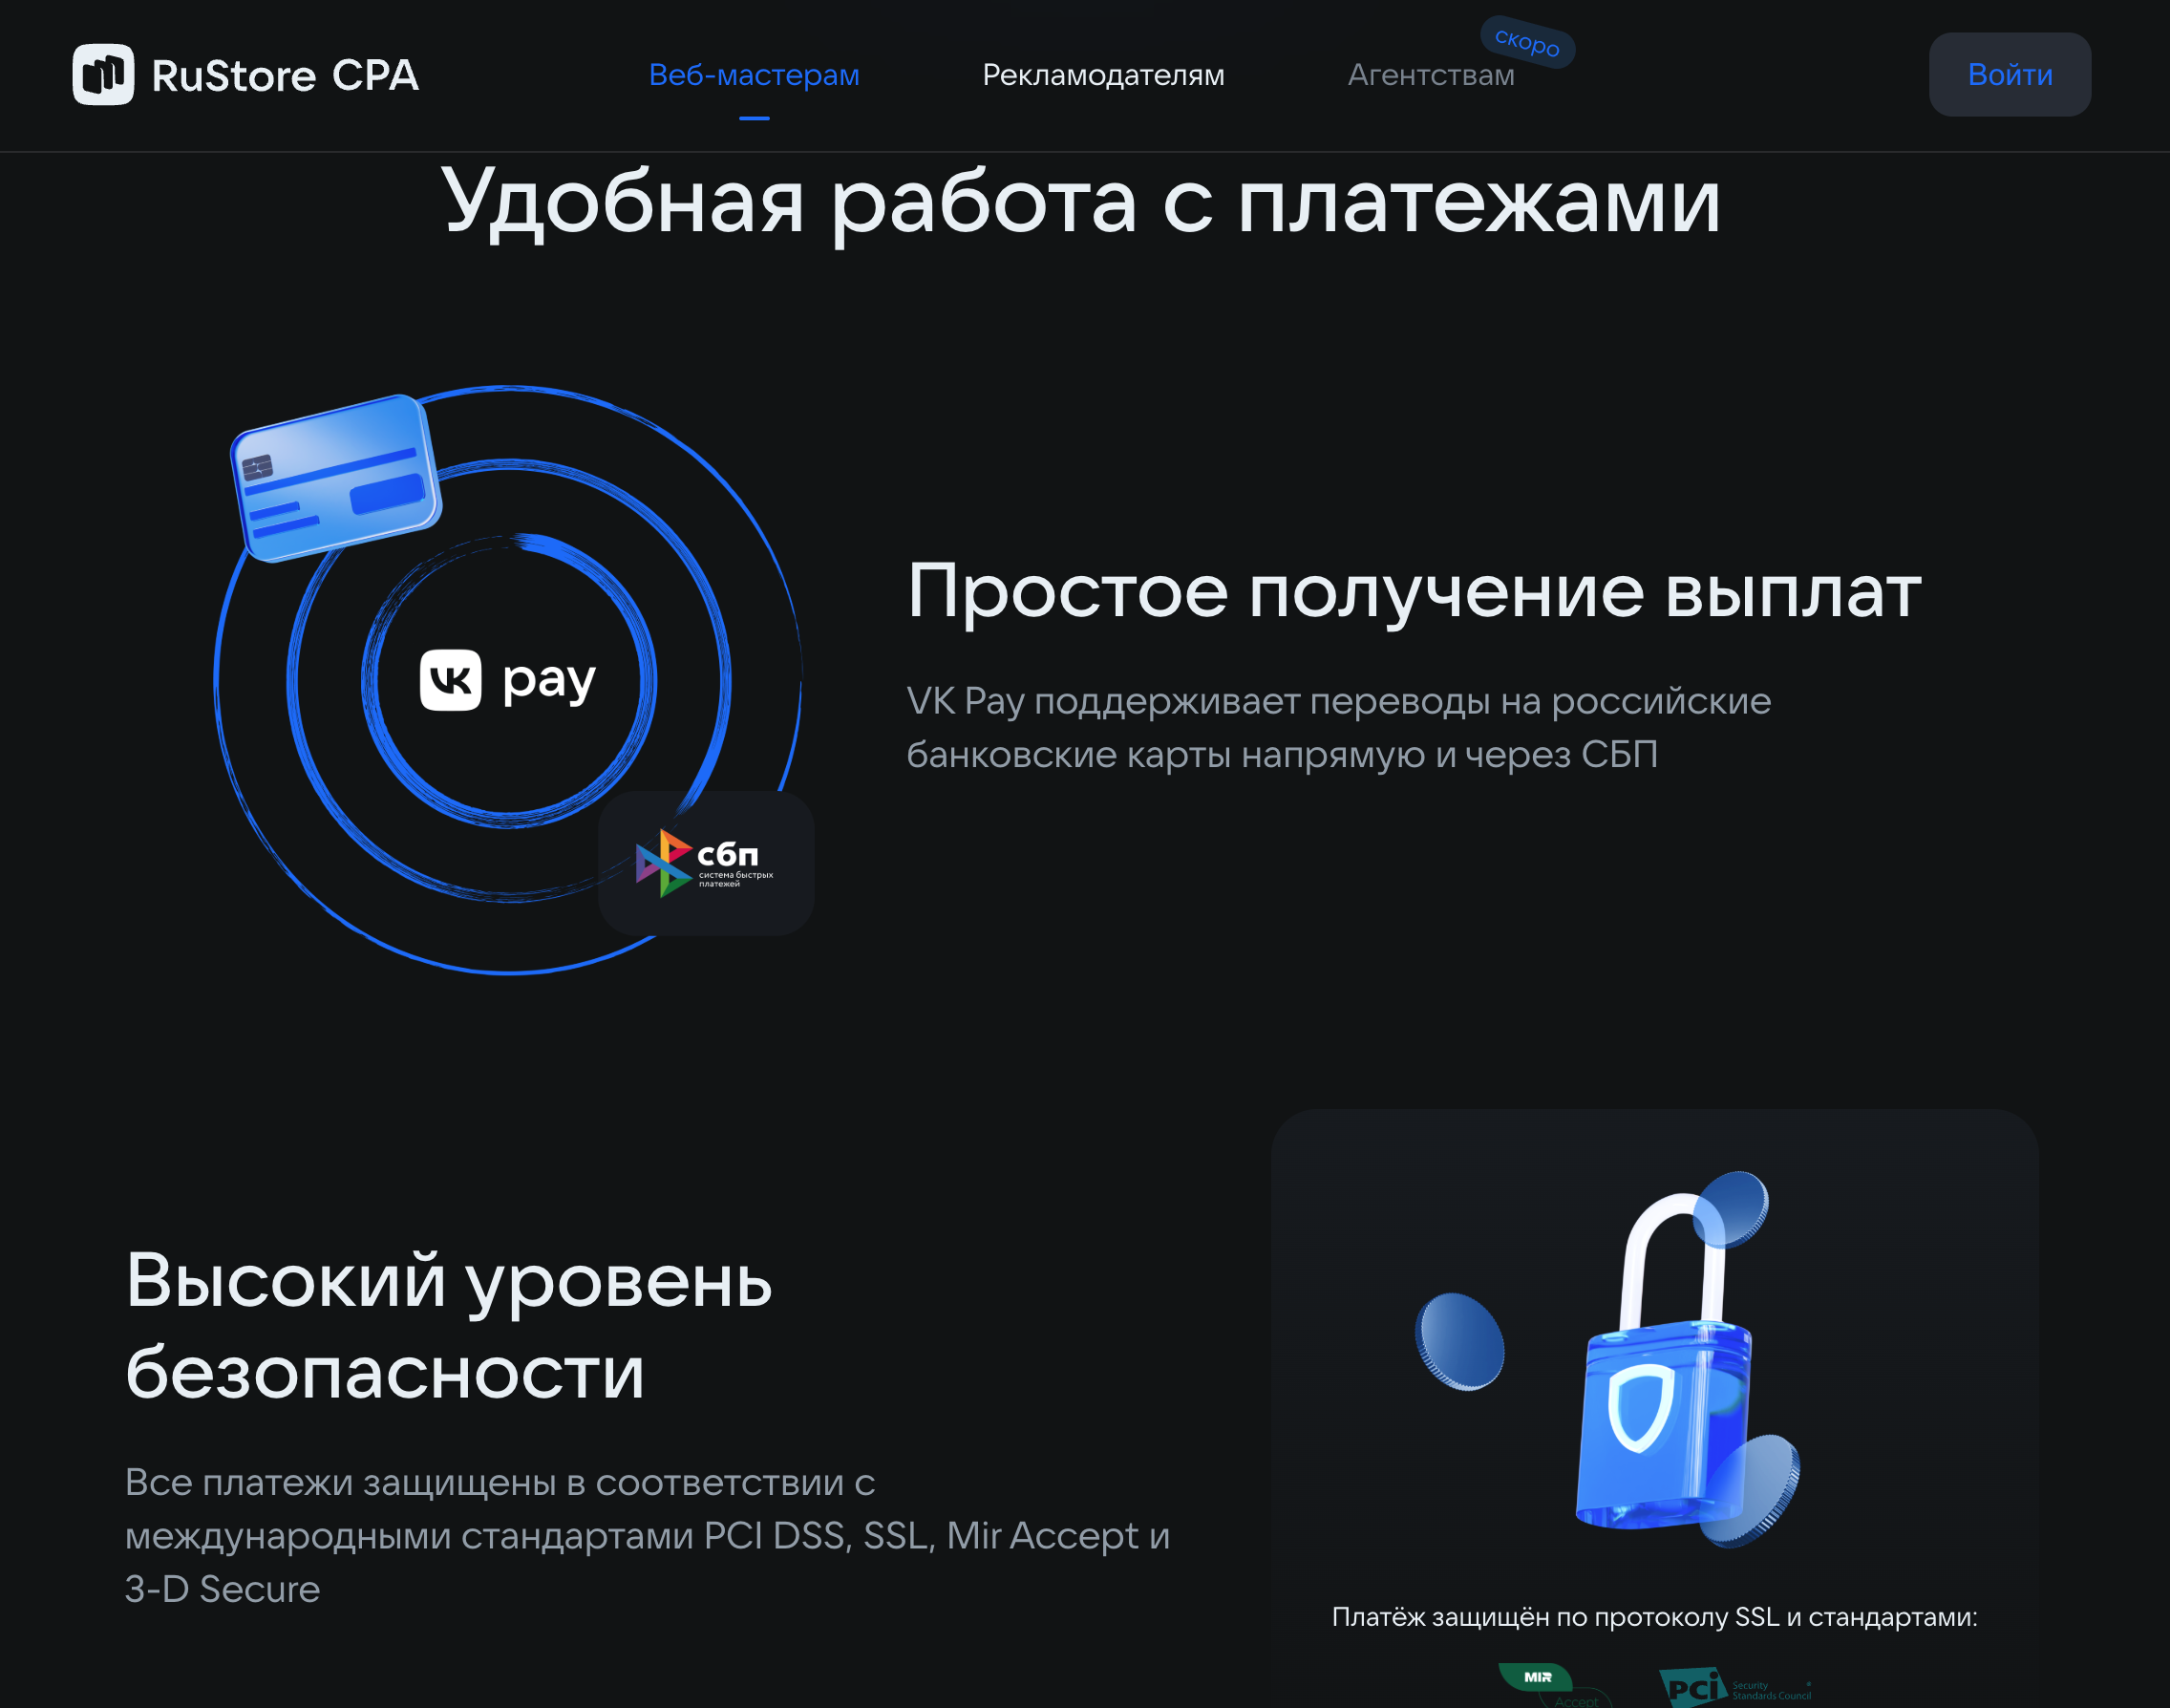 RuStore CPA
Веб-мастерам
Рекламодателям
Агентствам
скоро
Войти
Удобная работа с платежами
VK pay
сбп
система быстрых
платежей
Простое получение выплат
VK Pay поддерживает переводы на российские
банковские карты напрямую и через СБП
Высокий уровень
безопасности
Все платежи защищены в соответствии с
международными стандартами PCI DSS, SSL, Mir Accept и
3-D Secure
Платёж защищён по протоколу SSL и стандартами:
MIR
Accept
PCI
Security
Standards Council